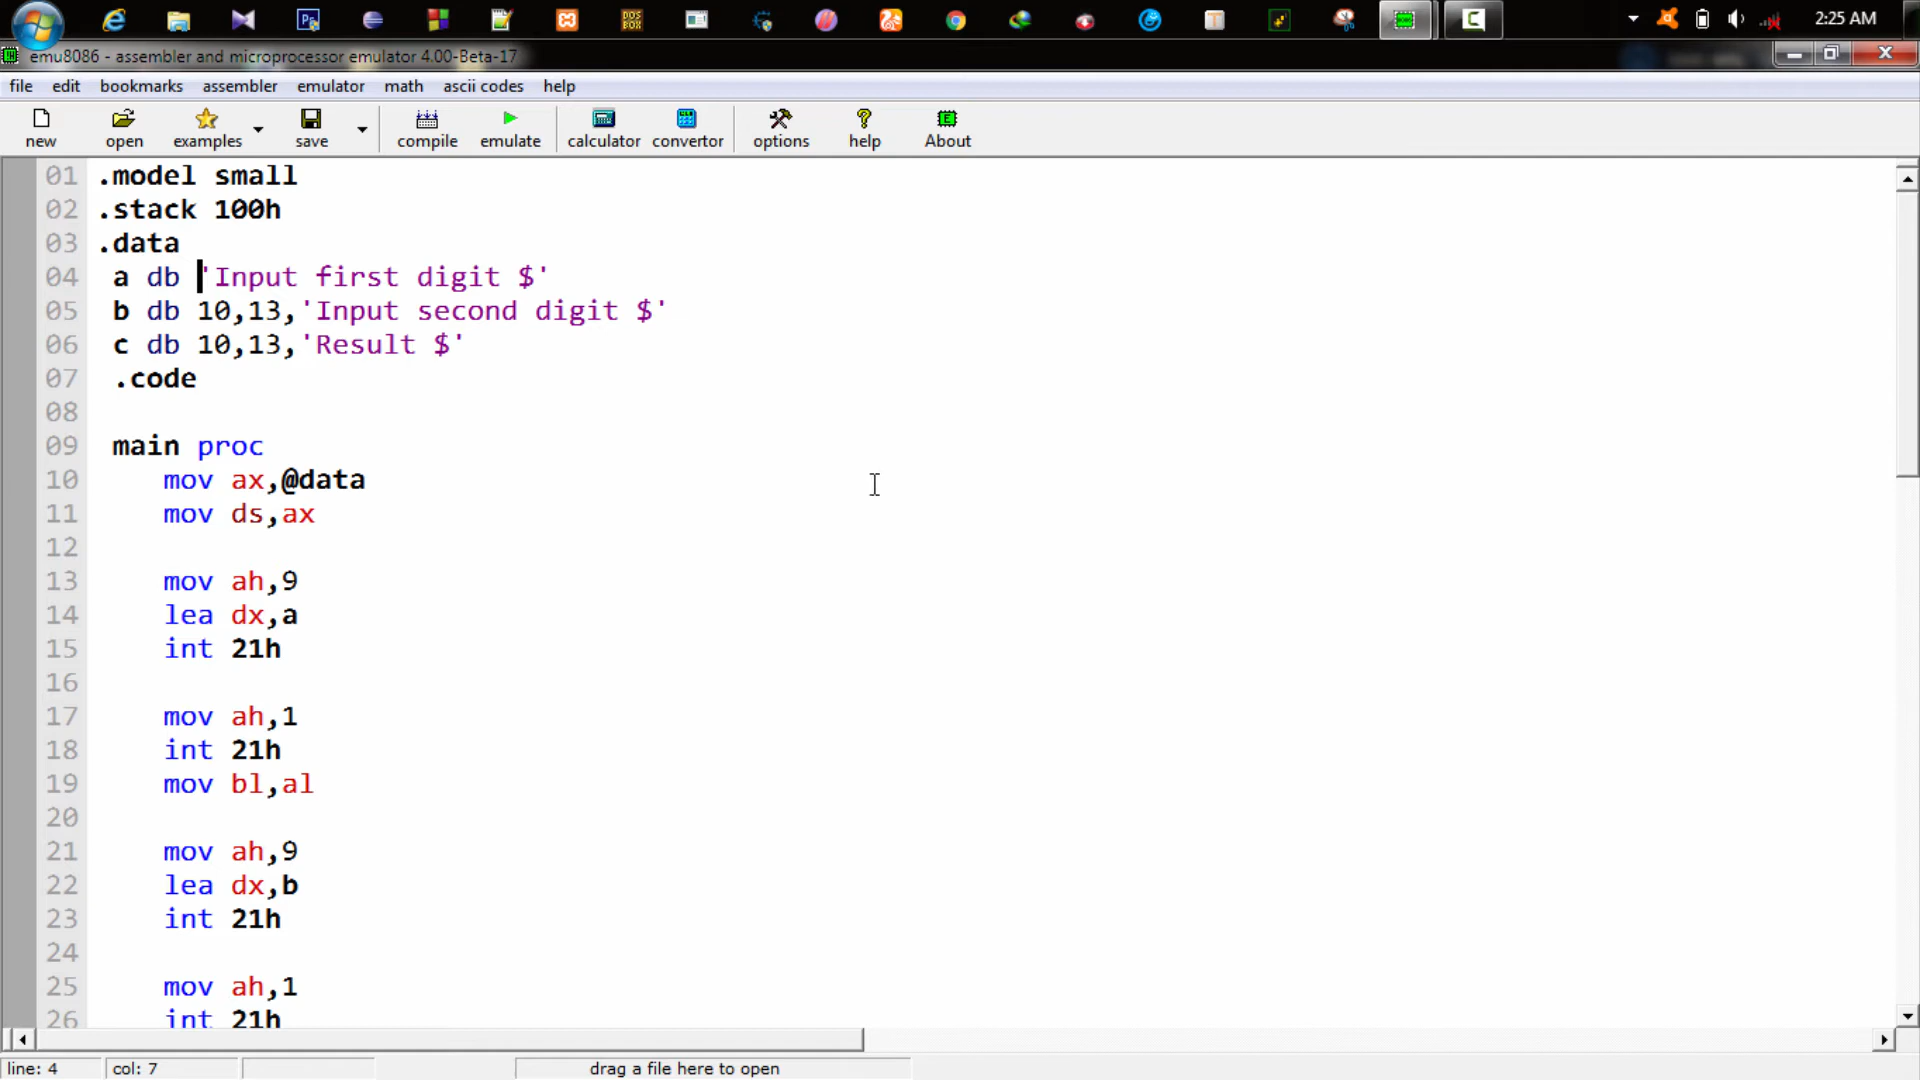 2:25 AM
emu8086 - assembler and microprocessor emulator 4.00-Beta-17
file edit bookmarks assembler emulator math ascii codes help
new open examples save compile emulate calculator convertor options help About
01 .model small
02 .stack 100h
03 .data
04 a db 'Input first digit $'
05 b db 10,13,'Input second digit $'
06 c db 10,13,'Result $'
07 .code
08
09 main proc
10 mov ax,@data
11 mov ds,ax
12
13 mov ah,9
14 lea dx,a
15 int 21h
16
17 mov ah,1
18 int 21h
19 mov bl,al
20
21 mov ah,9
22 lea dx,b
23 int 21h
24
25 mov ah,1
26 int 21h
line: 4 col: 7 drag a file here to open